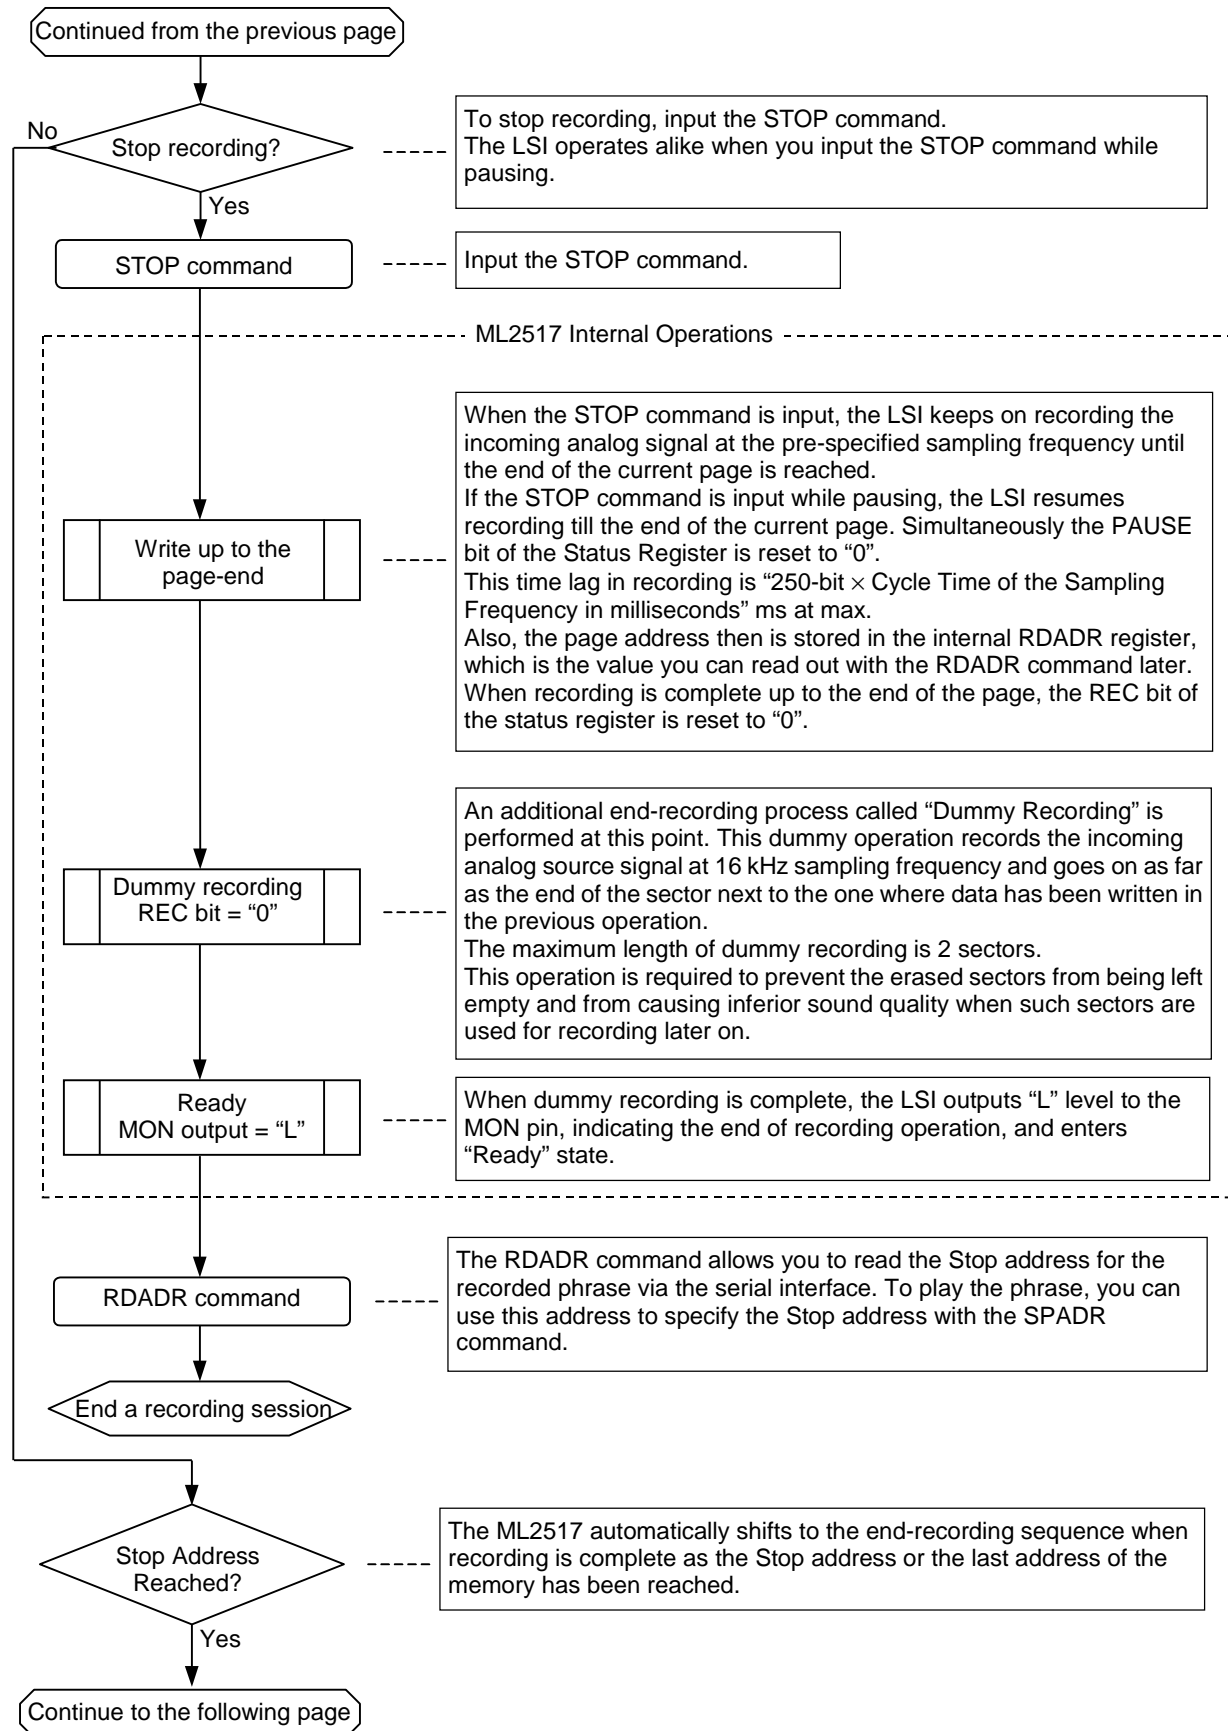 Continued from the previous page
No
Stop recording?
To stop recording, input the STOP command.
The LSI operates alike when you input the STOP command while
pausing.
Yes
STOP command
Input the STOP command.
ML2517 Internal Operations
When the STOP command is input, the LSI keeps on recording the
incoming analog signal at the pre-specified sampling frequency until
the end of the current page is reached.
If the STOP command is input while pausing, the LSI resumes
recording till the end of the current page. Simultaneously the PAUSE
bit of the Status Register is reset to “0”.
This time lag in recording is “250-bit × Cycle Time of the Sampling
Frequency in milliseconds” ms at max.
Also, the page address then is stored in the internal RDADR register,
which is the value you can read out with the RDADR command later.
When recording is complete up to the end of the page, the REC bit of
the status register is reset to “0”.
Write up to the
page-end
An additional end-recording process called “Dummy Recording” is
performed at this point. This dummy operation records the incoming
analog source signal at 16 kHz sampling frequency and goes on as far
as the end of the sector next to the one where data has been written in
the previous operation.
The maximum length of dummy recording is 2 sectors.
This operation is required to prevent the erased sectors from being left
empty and from causing inferior sound quality when such sectors are
used for recording later on.
Dummy recording
REC bit = “0”
Ready
MON output = “L”
When dummy recording is complete, the LSI outputs “L” level to the
MON pin, indicating the end of recording operation, and enters
“Ready” state.
RDADR command
The RDADR command allows you to read the Stop address for the
recorded phrase via the serial interface. To play the phrase, you can
use this address to specify the Stop address with the SPADR
command.
End a recording session
Stop Address
Reached?
The ML2517 automatically shifts to the end-recording sequence when
recording is complete as the Stop address or the last address of the
memory has been reached.
Yes
Continue to the following page